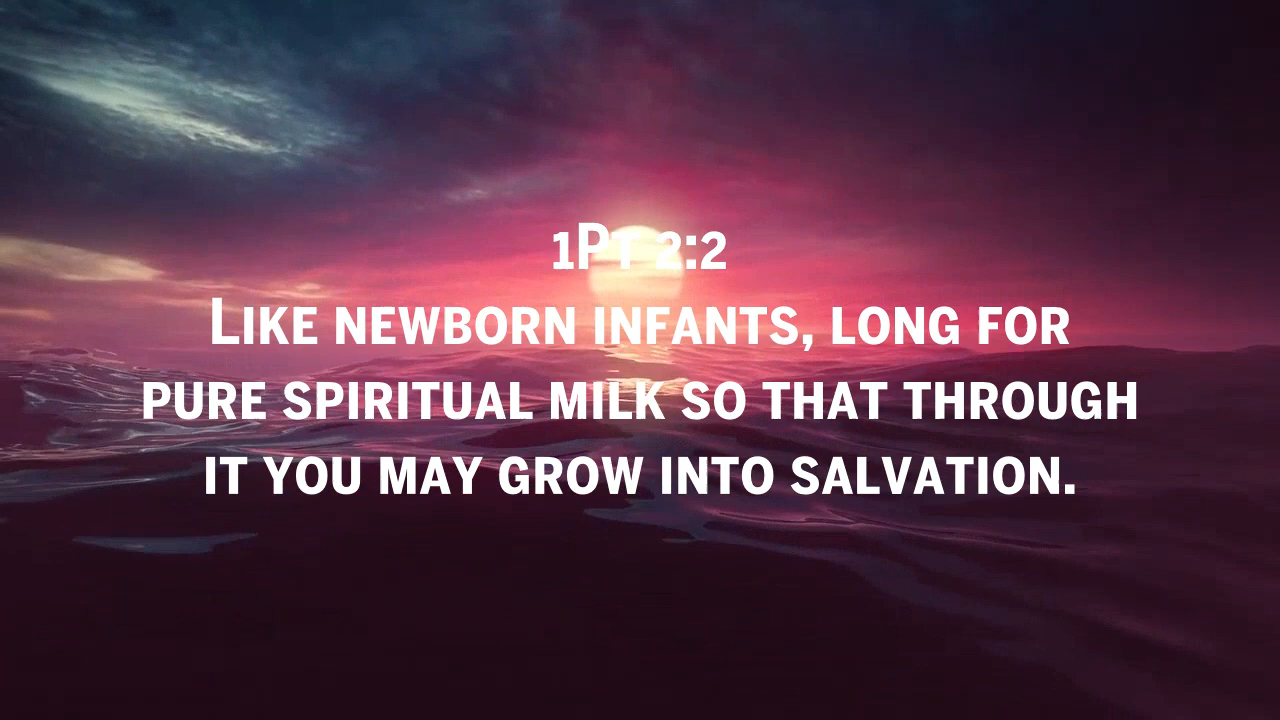 1Pt 2:2
Like newborn infants, long for
pure spiritual milk so that through
it you may grow into salvation.